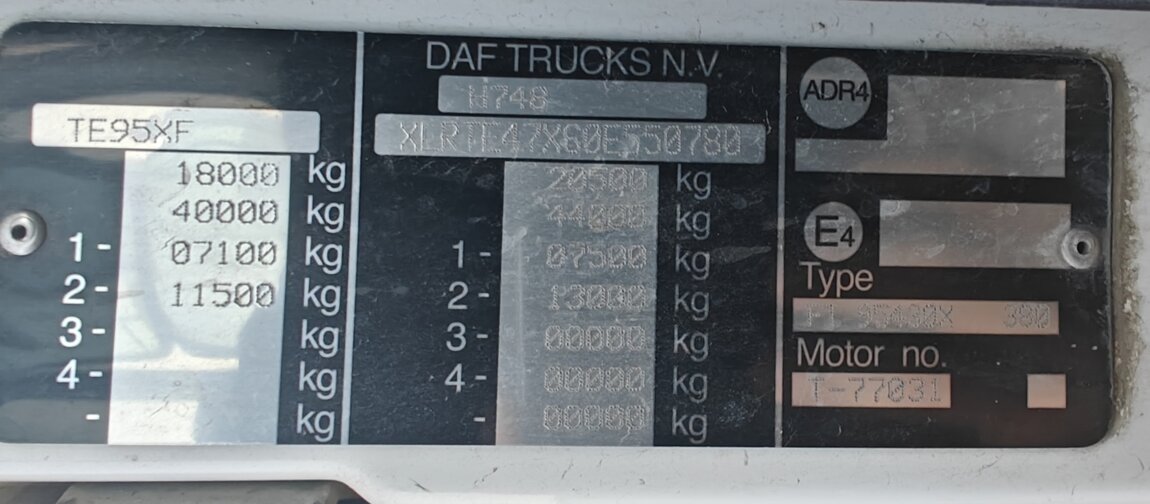 TE95XF
18000 kg
40000 kg
1- 07100 kg
2- 11500 kg
3- kg
4- kg
- kg
DAF TRUCKS N.V.
H748
XLRTE47X60E550780
20500 kg
44000 kg
1- 07500 kg
2- 13000 kg
3- 00000 kg
4- 00000 kg
- 00000 kg
ADR4
E4
Type
380
Motor no.
T-77031